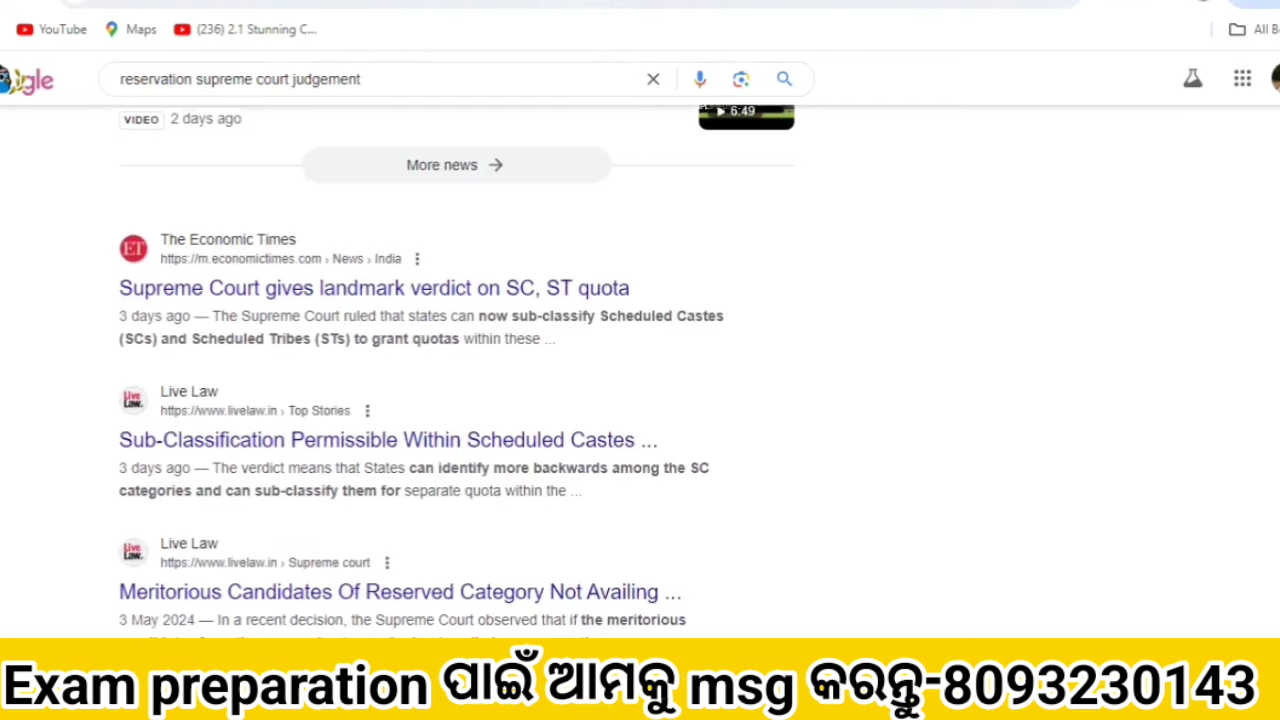 YouTube Maps (236) 2.1 Stunning C...
gle reservation supreme court judgement
VIDEO 2 days ago 6:49
More news →
ET The Economic Times
https://m.economictimes.com › News › India
Supreme Court gives landmark verdict on SC, ST quota
3 days ago — The Supreme Court ruled that states can now sub-classify Scheduled Castes
(SCs) and Scheduled Tribes (STs) to grant quotas within these ...
Live Law. Live Law
https://www.livelaw.in › Top Stories
Sub-Classification Permissible Within Scheduled Castes ...
3 days ago — The verdict means that States can identify more backwards among the SC
categories and can sub-classify them for separate quota within the ...
Live Law. Live Law
https://www.livelaw.in › Supreme court
Meritorious Candidates Of Reserved Category Not Availing ...
3 May 2024 — In a recent decision, the Supreme Court observed that if the meritorious
Exam preparation ପାଇଁ ଆମକୁ msg କରନ୍ତୁ-8093230143